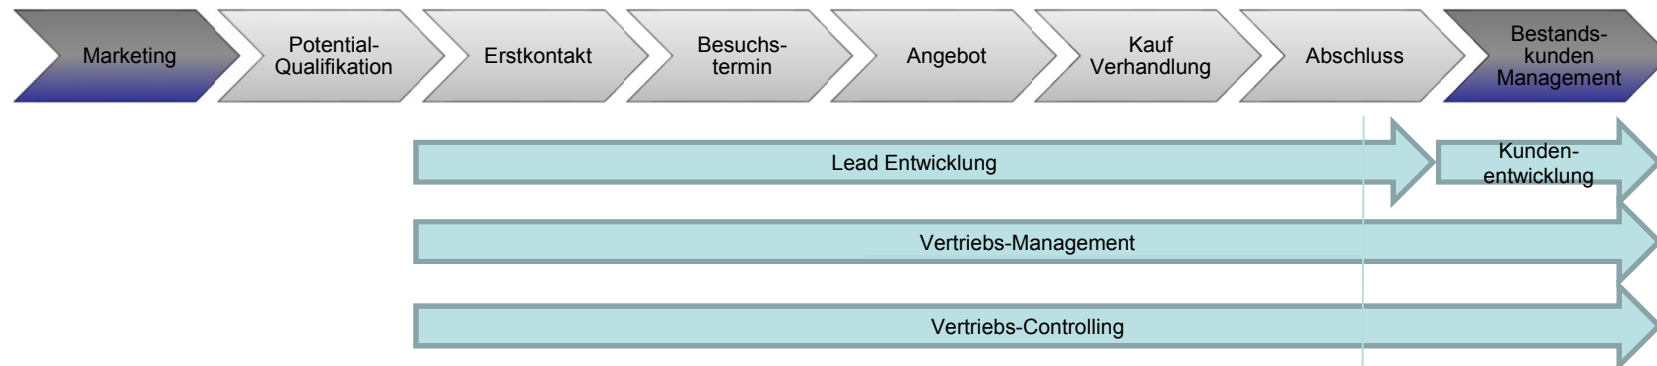 Marketing
Potential-
Qualifikation
Erstkontakt
Besuchs-
termin
Angebot
Kauf
Verhandlung
Abschluss
Bestands-
kunden
Management
Lead Entwicklung
Kunden-
entwicklung
Vertriebs-Management
Vertriebs-Controlling